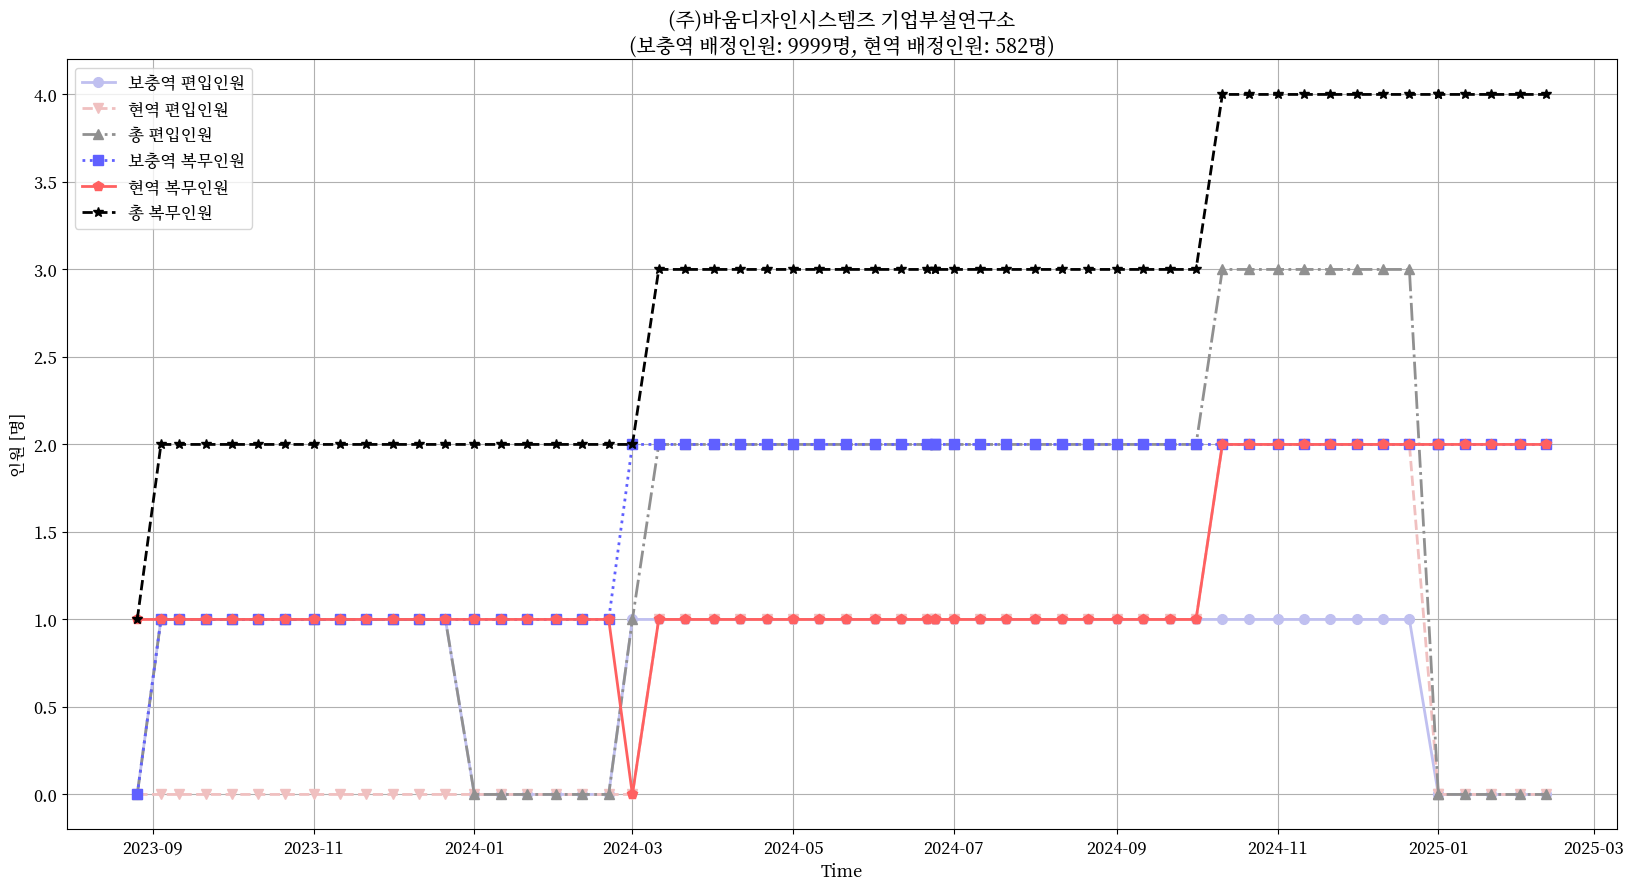 (주)바움디자인시스템즈 기업부설연구소
(보충역 배정인원: 9999명, 현역 배정인원: 582명)
보충역 편입인원
현역 편입인원
총 편입인원
보충역 복무인원
현역 복무인원
총 복무인원
인원 [명]
4.0
3.5
3.0
2.5
2.0
1.5
1.0
0.5
0.0
2023-09 2023-11 2024-01 2024-03 2024-05 2024-07 2024-09 2024-11 2025-01 2025-03
Time